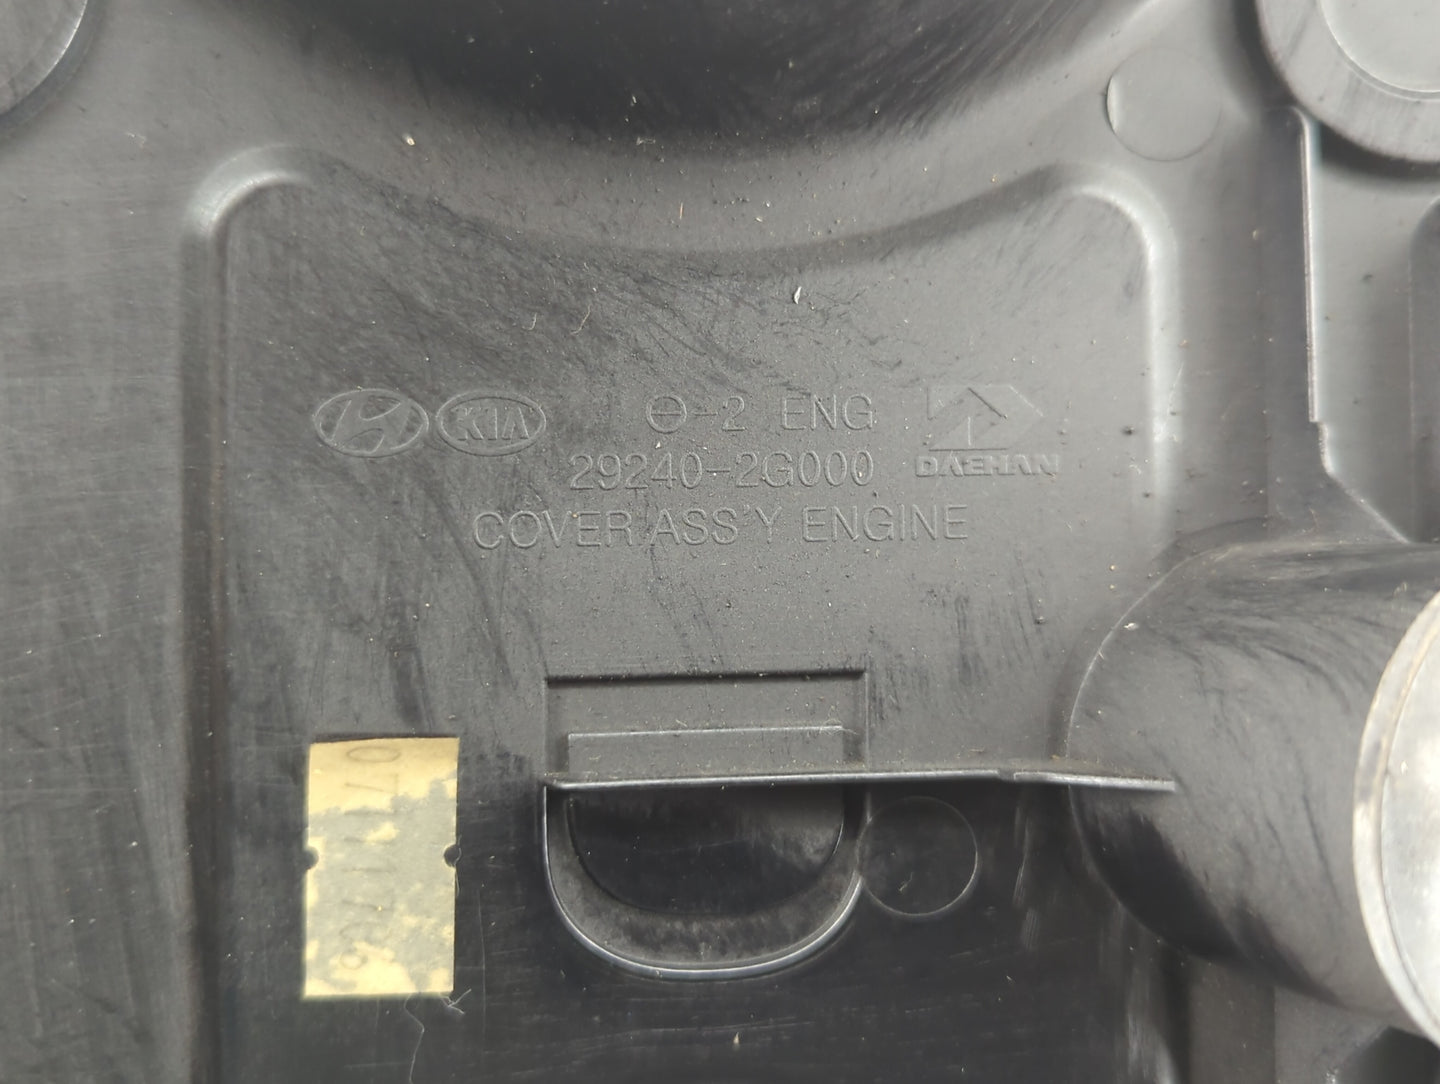 KIA
Θ-2 ENG
29240-2G000
DAEHAN
COVER ASS'Y ENGINE